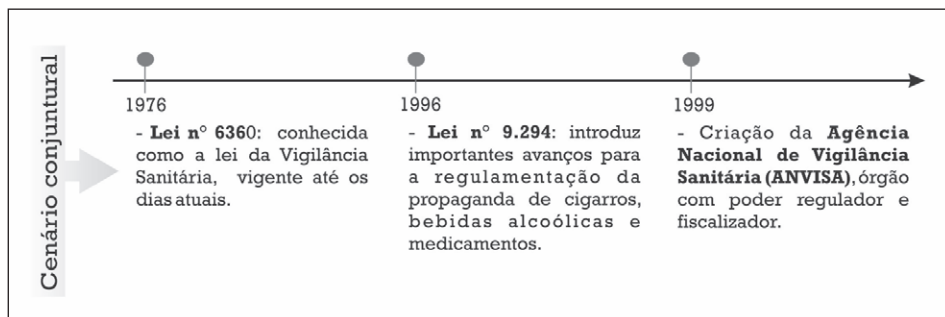 Cenário conjuntural
1976
- Lei n° 6360: conhecida
como a lei da Vigilância
Sanitária, vigente até os
dias atuais.
1996
- Lei n° 9.294: introduz
importantes avanços para
a regulamentação da
propaganda de cigarros,
bebidas alcoólicas e
medicamentos.
1999
- Criação da Agência
Nacional de Vigilância
Sanitária (ANVISA), órgão
com poder regulador e
fiscalizador.